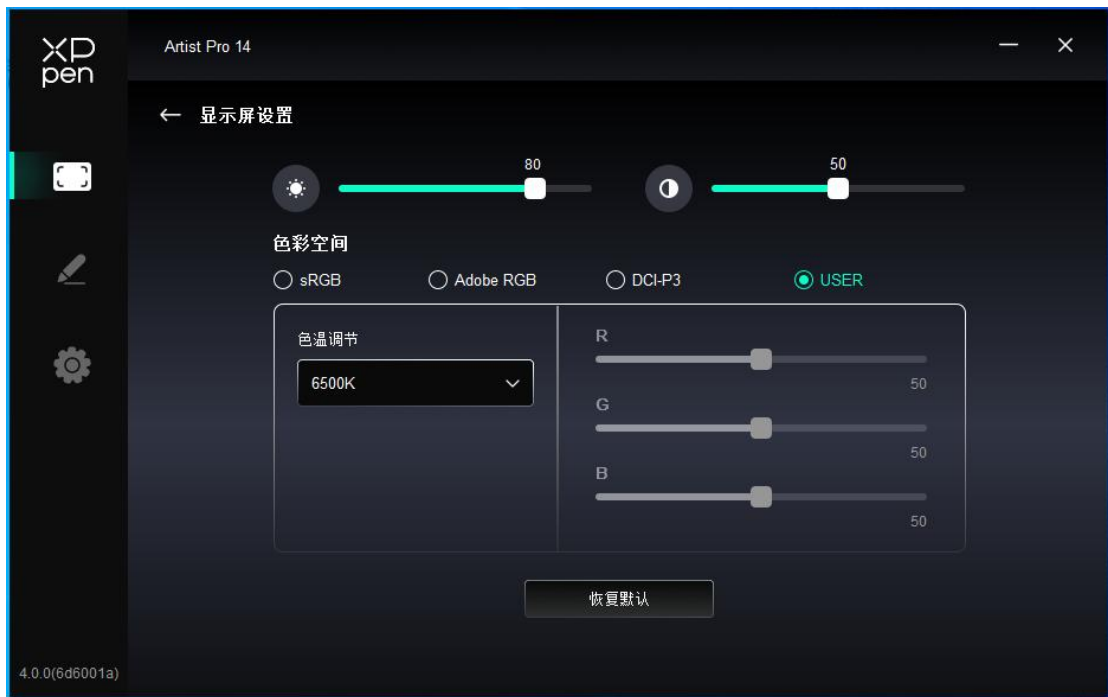 XP
pen
Artist Pro 14
显示屏设置
80
50
色彩空间
sRGB
Adobe RGB
DCI-P3
USER
色温调节
6500K
R
50
G
50
B
50
恢复默认
4.0.0(6d6001a)